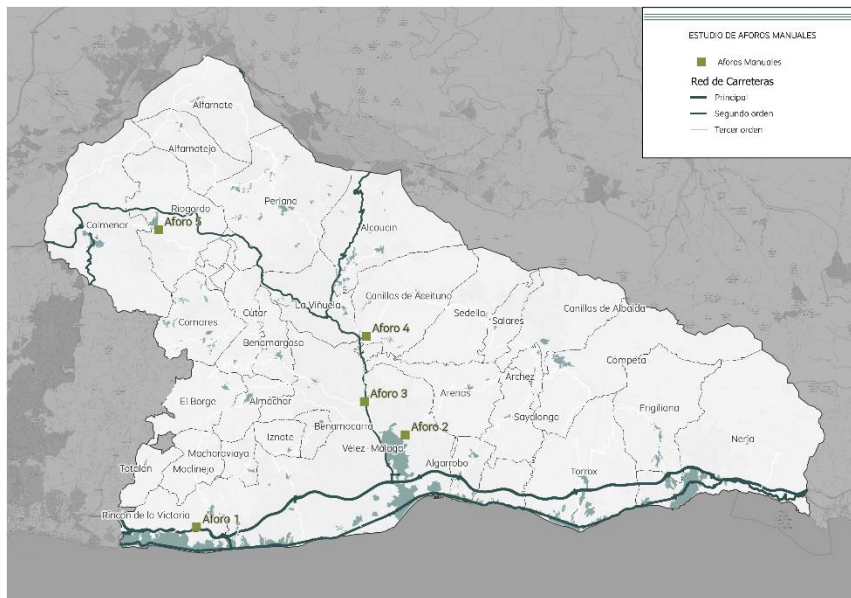 ESTUDIO DE AFOROS MANUALES
Aforos Manuales
Red de Carreteras
Principal
Segundo orden
Tercer orden
Alfarnate
Alfarnatejo
Riogordo
Periana
Aforo 5
Colmenar
Alcaucín
La Viñuela
Canillas de Aceituno
Sedella
Salares
Canillas de Albaida
Cútar
Comares
Benamargosa
Aforo 4
Competa
Archez
Arenas
Aforo 3
El Borge
Almáchar
Frigiliana
Sayalonga
Benamocarra
Aforo 2
Iznate
Vélez-Málaga
Nerja
Macharaviaya
Algarrobo
Totalán
Moclinejo
Torrox
Rincón de la Victoria
Aforo 1